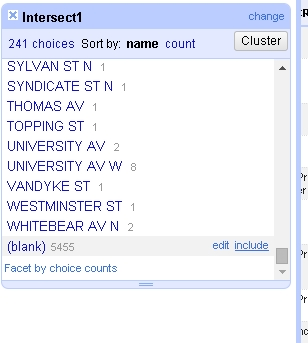 Intersect1 change
241 choices Sort by: name count Cluster
SYLVAN ST N 1
SYNDICATE ST N 1
THOMAS AV 1
TOPPING ST 1
UNIVERSITY AV 2
UNIVERSITY AV W 8
VANDYKE ST 1
WESTMINSTER ST 1
WHITEBEAR AV N 2
(blank) 5455 edit include
Facet by choice counts